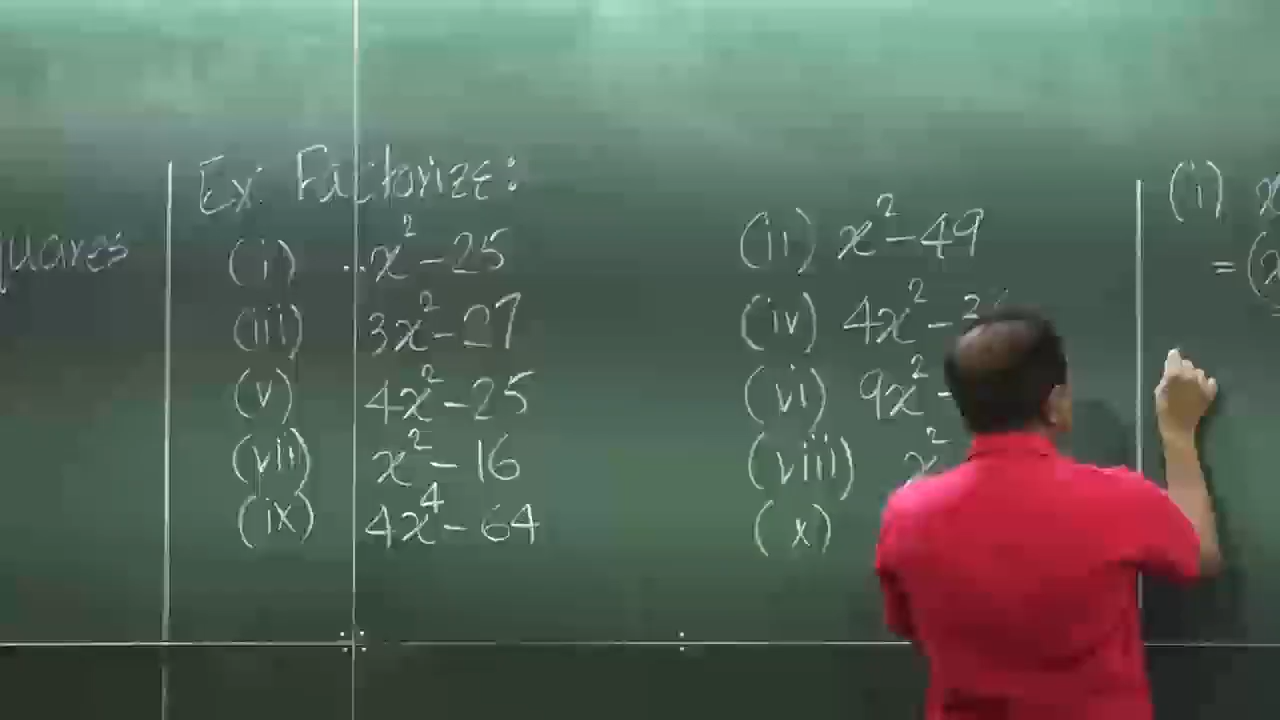 quares
Ex: Factorize:
(i) x² - 25
(ii) x² - 49
(iii) 3x² - 27
(iv) 4x² - 3
(v) 4x² - 25
(vi) 9x² -
(vii) x² - 16
(viii) x²
(ix) 4x⁴ - 64
(x)
(i) x
= (x